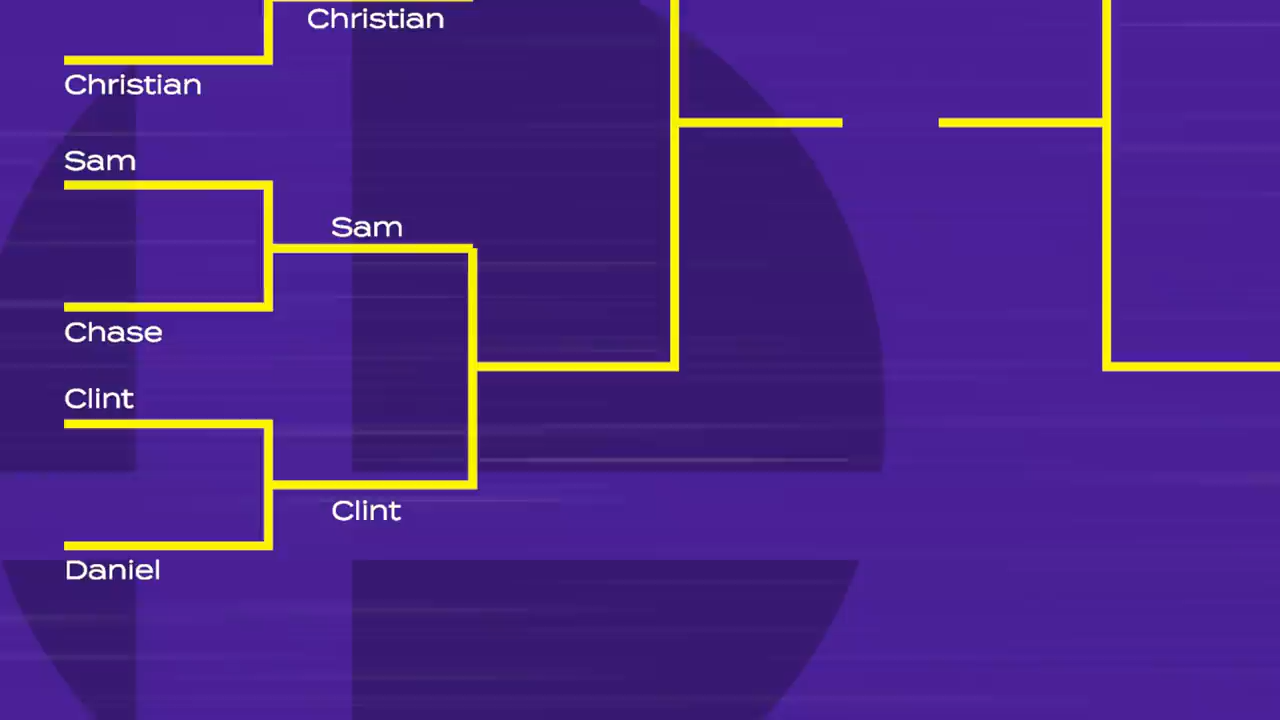 Christian
Christian
Sam
Sam
Chase
Clint
Clint
Daniel